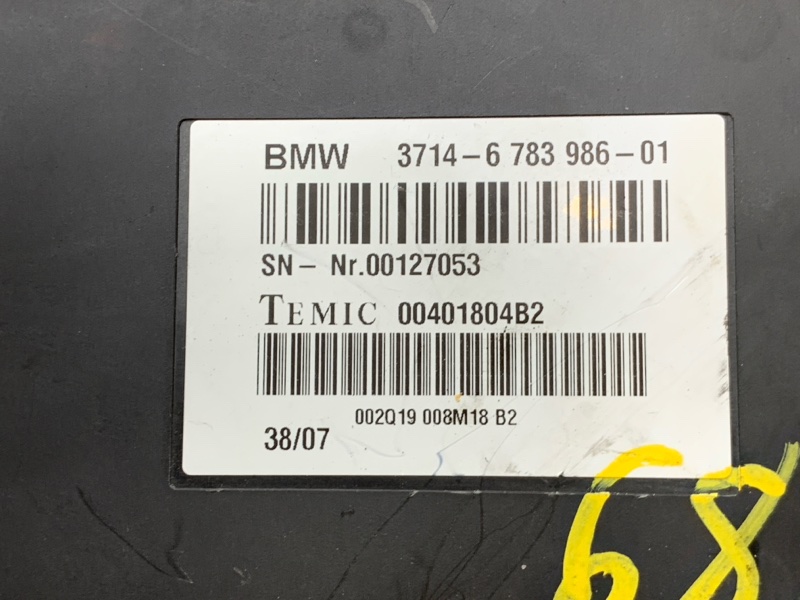 BMW 3714-6 783 986-01
SN- Nr.00127053
TEMIC 00401804B2
002Q19 008M18 B2
38/07
68